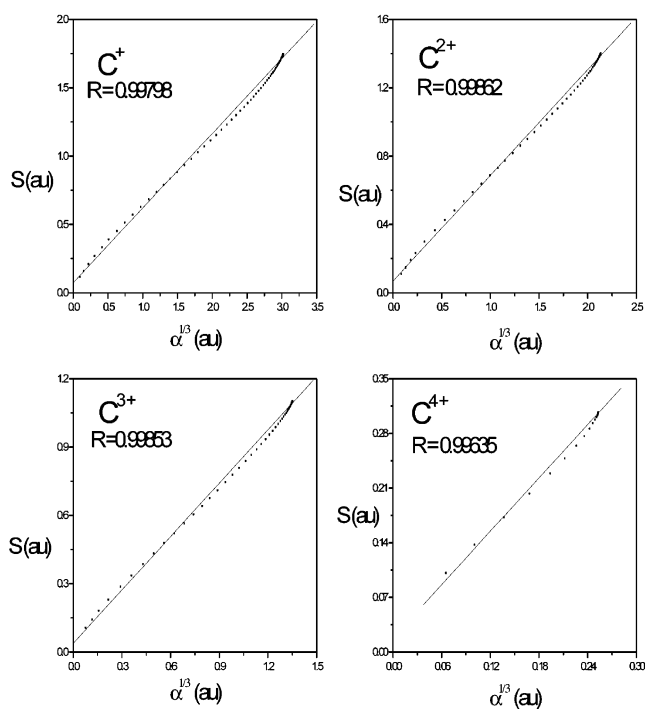 C+
R=0.99798
S(au)
2.0
1.5
1.0
0.5
0.0
0.0 0.5 1.0 1.5 2.0 2.5 3.0 3.5
α1/3 (au)
C2+
R=0.99862
S(au)
1.6
1.2
0.8
0.4
0.0
0.0 0.5 1.0 1.5 2.0 2.5
α1/3 (au)
C3+
R=0.99853
S(au)
1.2
0.9
0.6
0.3
0.0
0.0 0.3 0.6 0.9 1.2 1.5
α1/3 (au)
C4+
R=0.99635
S(au)
0.35
0.28
0.21
0.14
0.07
0.00
0.00 0.06 0.12 0.18 0.24 0.30
α1/3 (au)